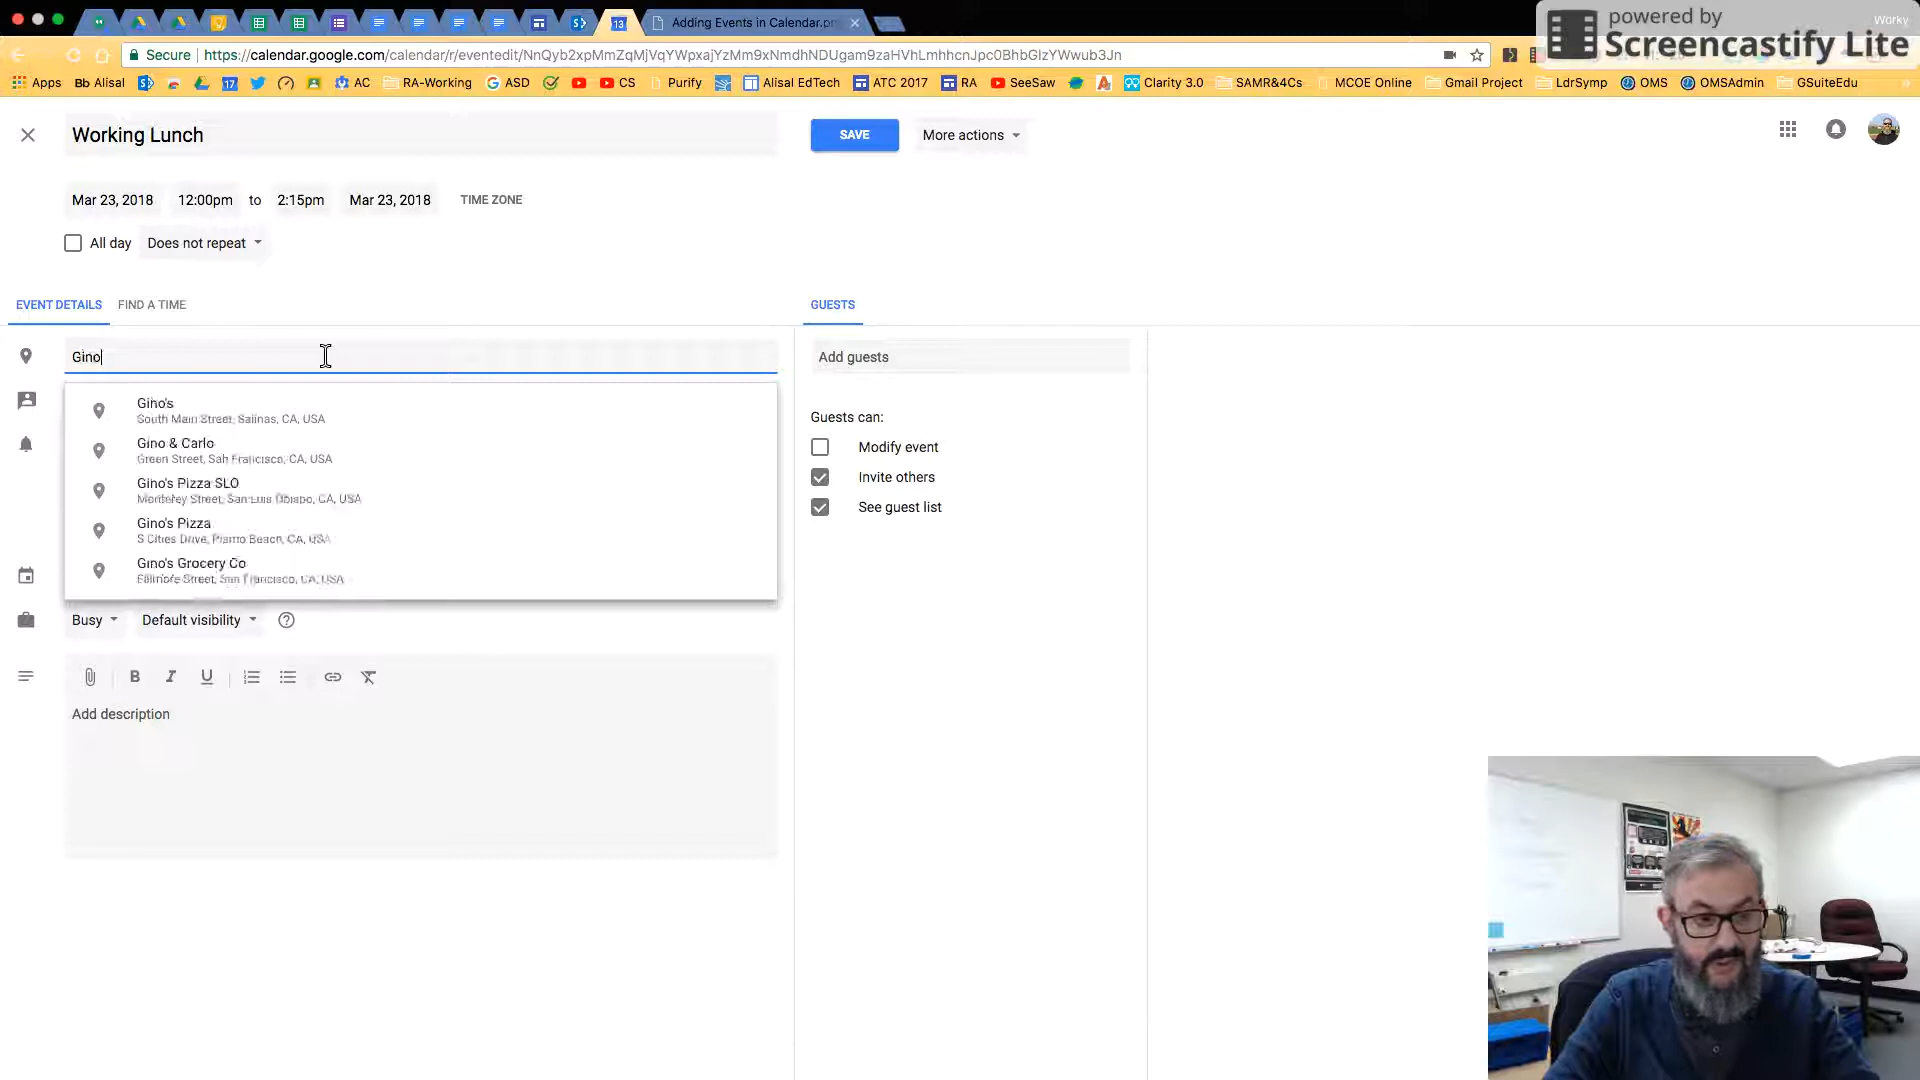 Adding Events in Calendar.pn
powered by
Screencastify Lite
Worky
Secure https://calendar.google.com/calendar/r/eventedit/NnQyb2xpMmZqMjVqYWpxajYzMm9xNmdhNDUgam9zaHVhLmhhcnJpc0BhbGlzYWwub3Jn
Apps Bb Alisal 17 AC RA-Working ASD CS Purify Alisal EdTech ATC 2017 RA SeeSaw Clarity 3.0 SAMR&4Cs MCOE Online Gmail Project LdrSymp OMS OMSAdmin GSuiteEdu
Working Lunch
SAVE
More actions
Mar 23, 2018 12:00pm to 2:15pm Mar 23, 2018 TIME ZONE
All day Does not repeat
EVENT DETAILS FIND A TIME
GUESTS
Gino
Add guests
Gino's
South Main Street, Salinas, CA, USA
Gino & Carlo
Green Street, San Francisco, CA, USA
Gino's Pizza SLO
Monterey Street, San Luis Obispo, CA, USA
Gino's Pizza
S Cities Drive, Pismo Beach, CA, USA
Gino's Grocery Co
Fillmore Street, San Francisco, CA, USA
Guests can:
Modify event
Invite others
See guest list
Busy Default visibility
B I U
Add description